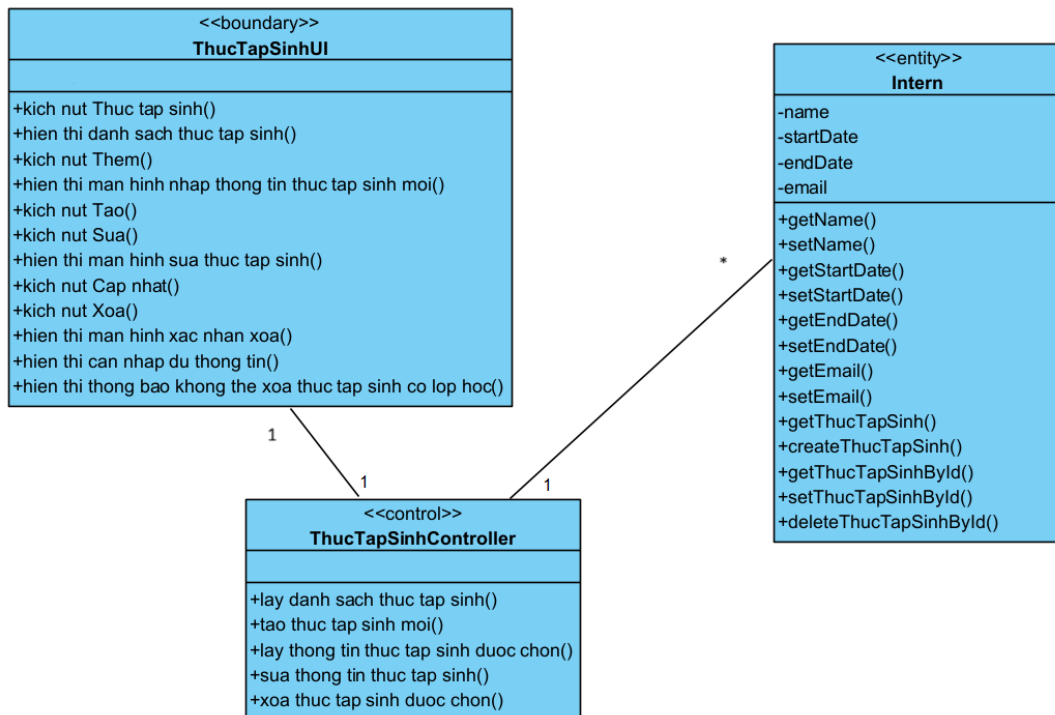 <<boundary>>
ThucTapSinhUI
+kich nut Thuc tap sinh()
+hien thi danh sach thuc tap sinh()
+kich nut Them()
+hien thi man hinh nhap thong tin thuc tap sinh moi()
+kich nut Tao()
+kich nut Sua()
+hien thi man hinh sua thuc tap sinh()
+kich nut Cap nhat()
+kich nut Xoa()
+hien thi man hinh xac nhan xoa()
+hien thi can nhap du thong tin()
+hien thi thong bao khong the xoa thuc tap sinh co lop hoc()
<<entity>>
Intern
-name
-startDate
-endDate
-email
+getName()
+setName()
+getStartDate()
+setStartDate()
+getEndDate()
+setEndDate()
+getEmail()
+setEmail()
+getThucTapSinh()
+createThucTapSinh()
+getThucTapSinhById()
+setThucTapSinhById()
+deleteThucTapSinhById()
*
1
1
1
<<control>>
ThucTapSinhController
+lay danh sach thuc tap sinh()
+tao thuc tap sinh moi()
+lay thong tin thuc tap sinh duoc chon()
+sua thong tin thuc tap sinh()
+xoa thuc tap sinh duoc chon()